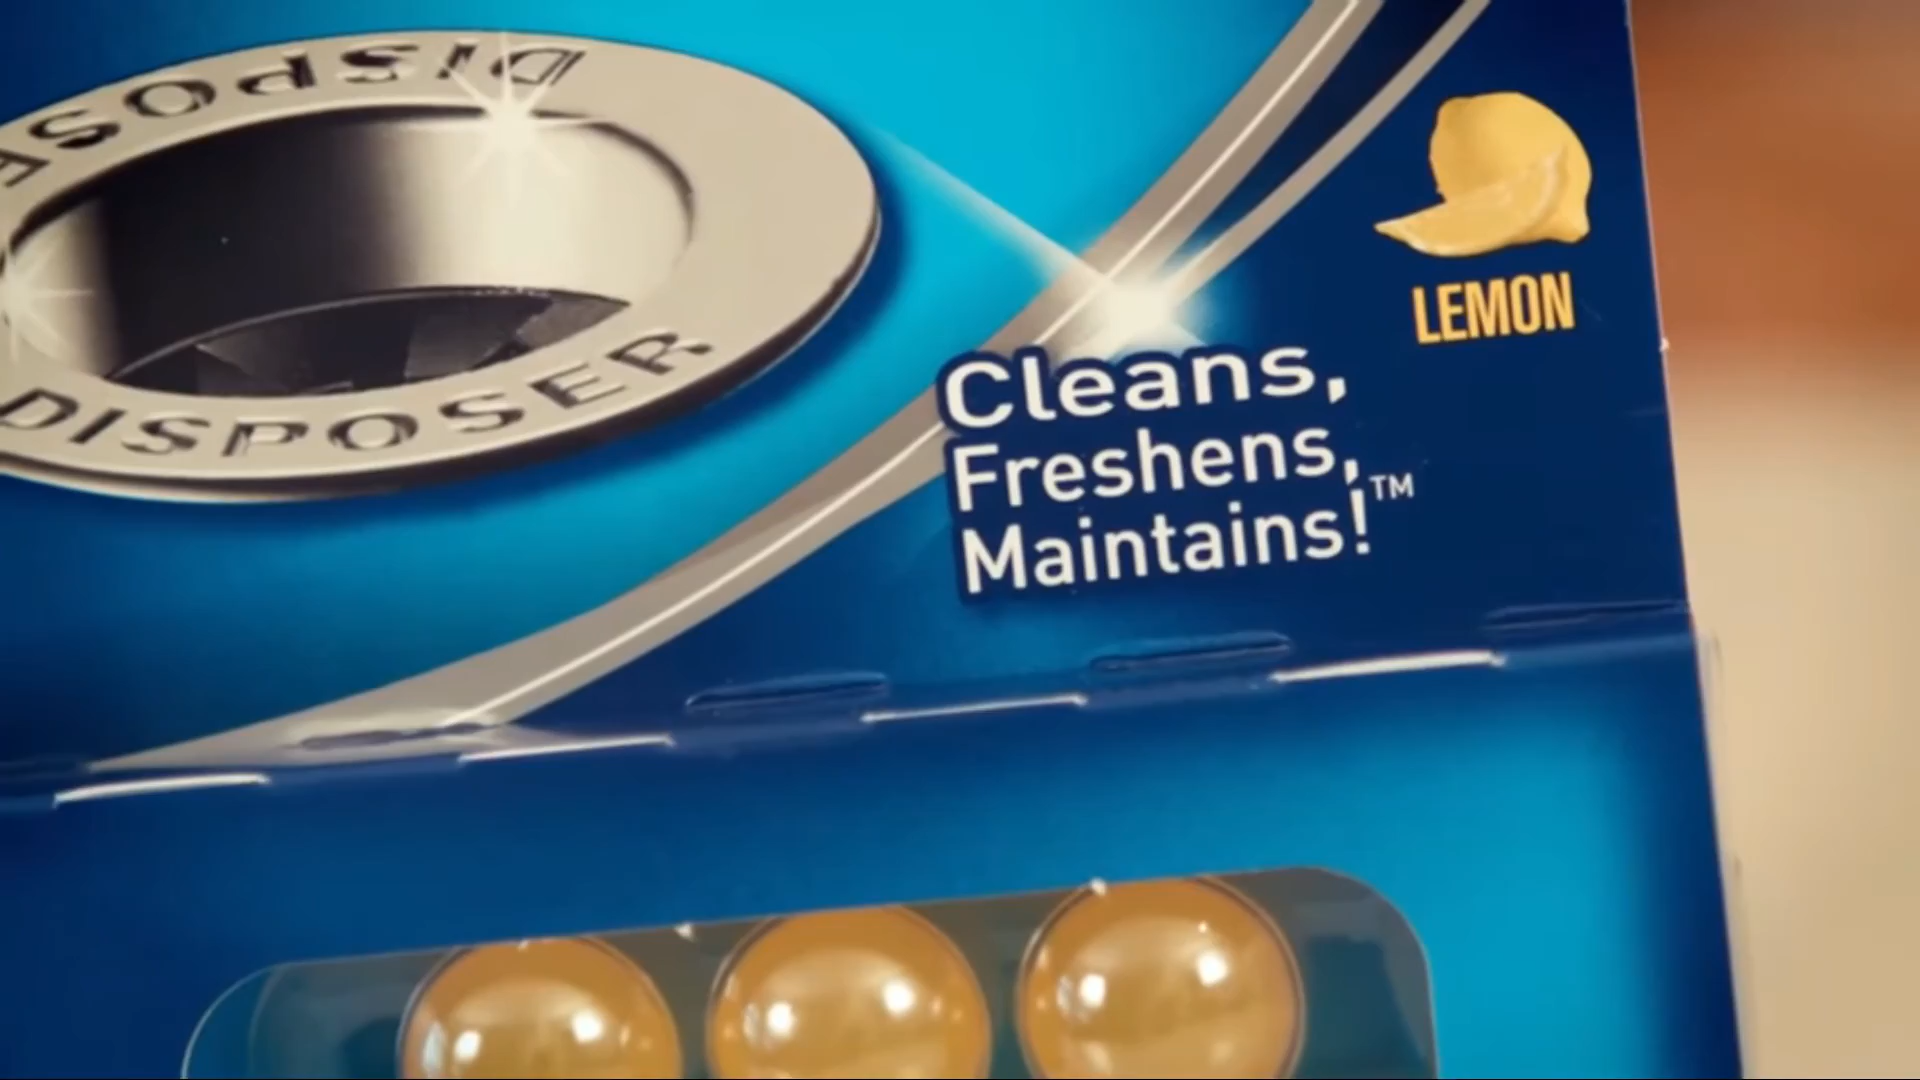 DISPOSE
DISPOSER
LEMON
Cleans,
Freshens,
Maintains!™